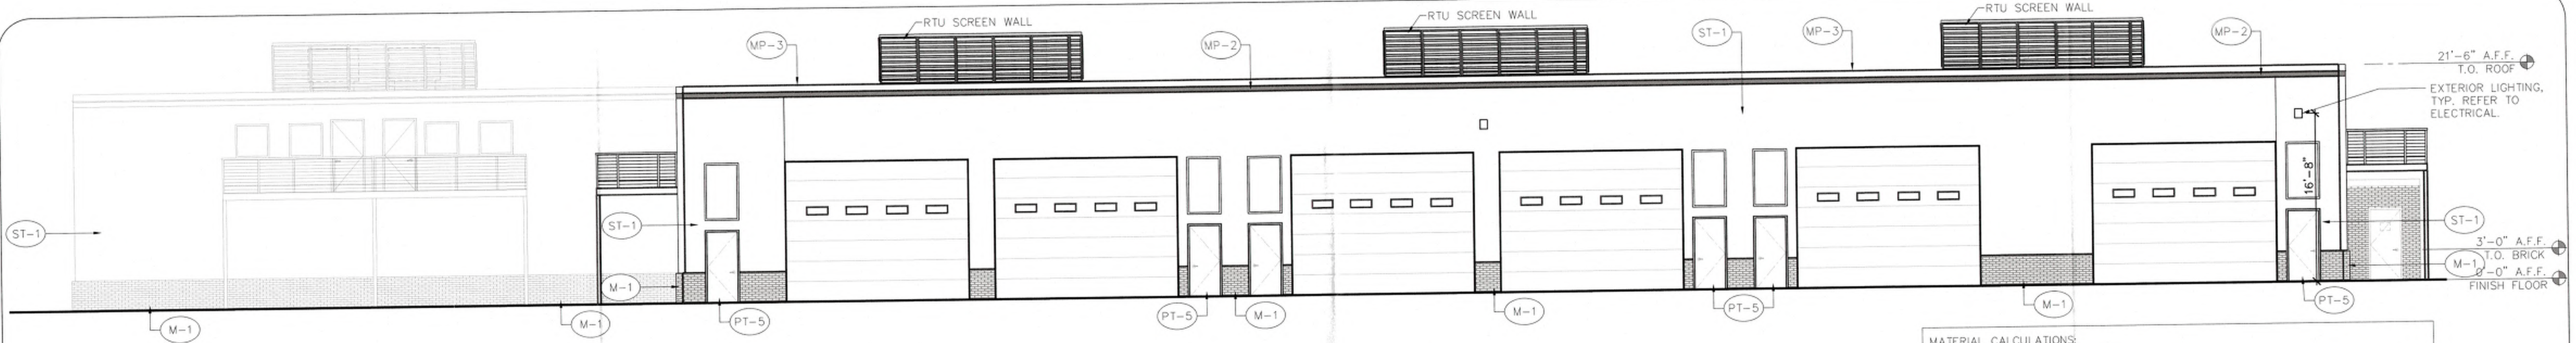 RTU SCREEN WALL
RTU SCREEN WALL
RTU SCREEN WALL
MP-3
MP-2
ST-1
MP-3
MP-2
21'-6" A.F.F.
T.O. ROOF
EXTERIOR LIGHTING,
TYP. REFER TO
ELECTRICAL.
16'-8"
ST-1
ST-1
ST-1
3'-0" A.F.F.
T.O. BRICK
M-1
M-1
0'-0" A.F.F.
FINISH FLOOR
M-1
M-1
PT-5
PT-5
M-1
M-1
PT-5
M-1
PT-5
MATERIAL CALCULATIONS: